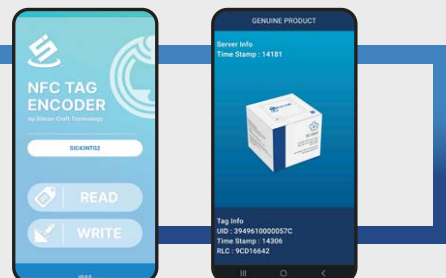 NFC TAG
ENCODER
by Silicon Craft Technology
SIC43NT02
READ
WRITE
GENUINE PRODUCT
Server Info
Time Stamp : 14181
Tag Info
UID : 3949610000057C
Time Stamp : 14306
RLC : 9CD16642